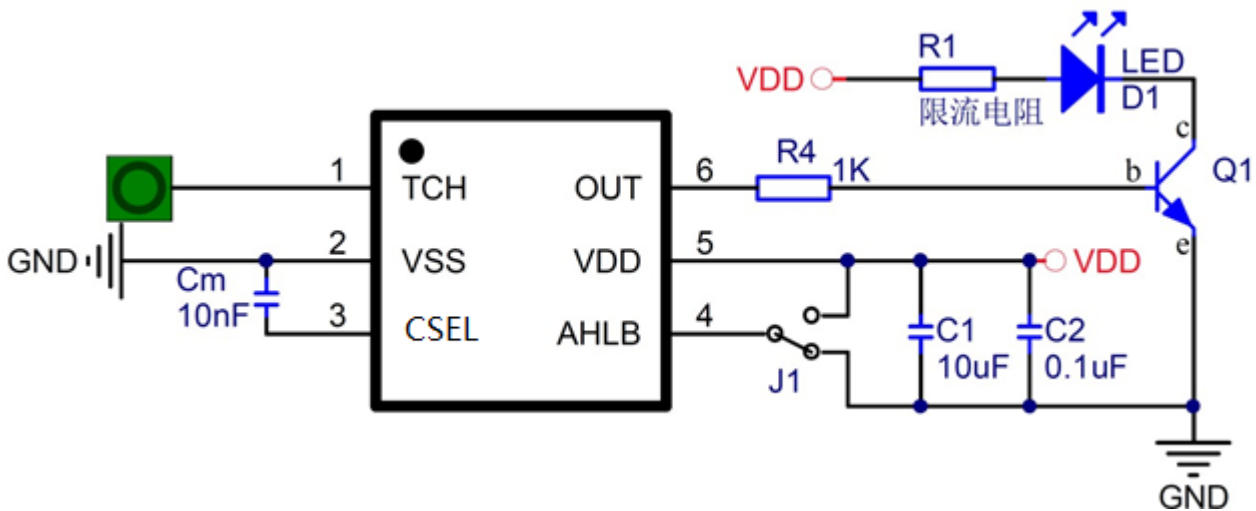 R1
VDD
LED
D1
限流电阻
c
R4
1K
b
Q1
1
TCH
OUT
6
e
GND
2
VSS
VDD
5
VDD
Cm
10nF
3
CSEL
AHLB
4
J1
C1
10uF
C2
0.1uF
GND